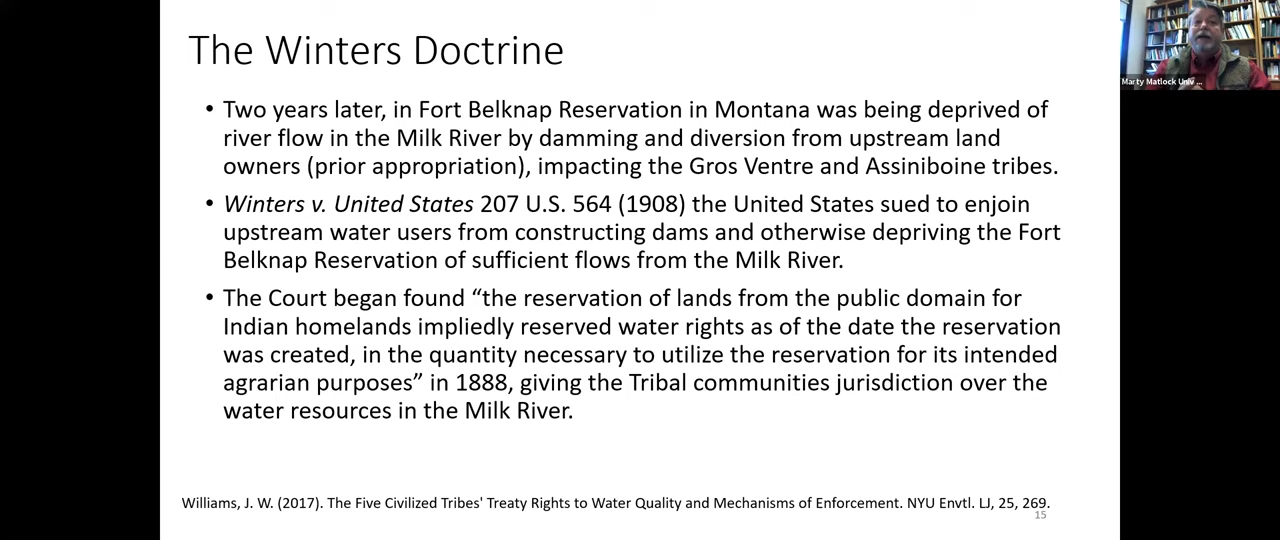 The Winters Doctrine
Marty Matlock Univ ...
• Two years later, in Fort Belknap Reservation in Montana was being deprived of
river flow in the Milk River by damming and diversion from upstream land
owners (prior appropriation), impacting the Gros Ventre and Assiniboine tribes.
• Winters v. United States 207 U.S. 564 (1908) the United States sued to enjoin
upstream water users from constructing dams and otherwise depriving the Fort
Belknap Reservation of sufficient flows from the Milk River.
• The Court began found “the reservation of lands from the public domain for
Indian homelands impliedly reserved water rights as of the date the reservation
was created, in the quantity necessary to utilize the reservation for its intended
agrarian purposes” in 1888, giving the Tribal communities jurisdiction over the
water resources in the Milk River.
Williams, J. W. (2017). The Five Civilized Tribes' Treaty Rights to Water Quality and Mechanisms of Enforcement. NYU Envtl. LJ, 25, 269.
15